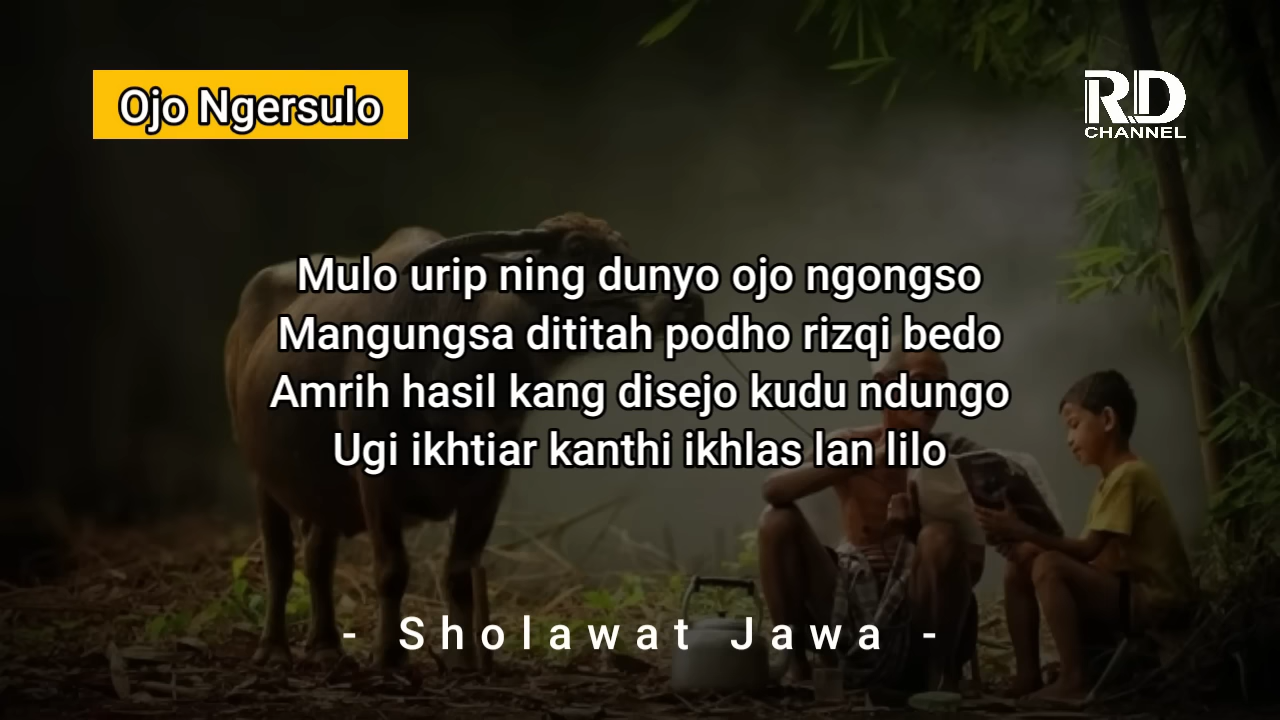 Ojo Ngersulo
RD
CHANNEL
Mulo urip ning dunyo ojo ngongso
Mangungsa dititah podho rizqi bedo
Amrih hasil kang disejo kudu ndungo
Ugi ikhtiar kanthi ikhlas lan lilo
- Sholawat Jawa -